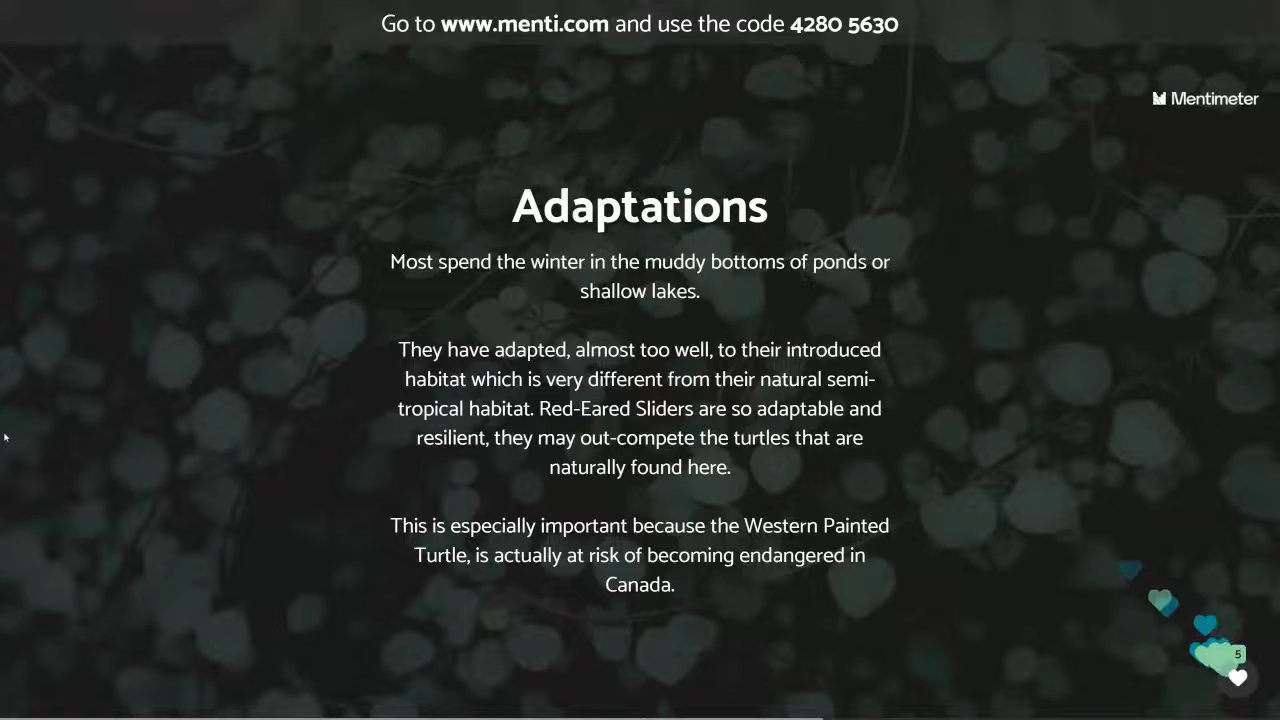 Go to www.menti.com and use the code 4280 5630
Mentimeter
Adaptations
Most spend the winter in the muddy bottoms of ponds or
shallow lakes.
They have adapted, almost too well, to their introduced
habitat which is very different from their natural semi-
tropical habitat. Red-Eared Sliders are so adaptable and
resilient, they may out-compete the turtles that are
naturally found here.
This is especially important because the Western Painted
Turtle, is actually at risk of becoming endangered in
Canada.
5